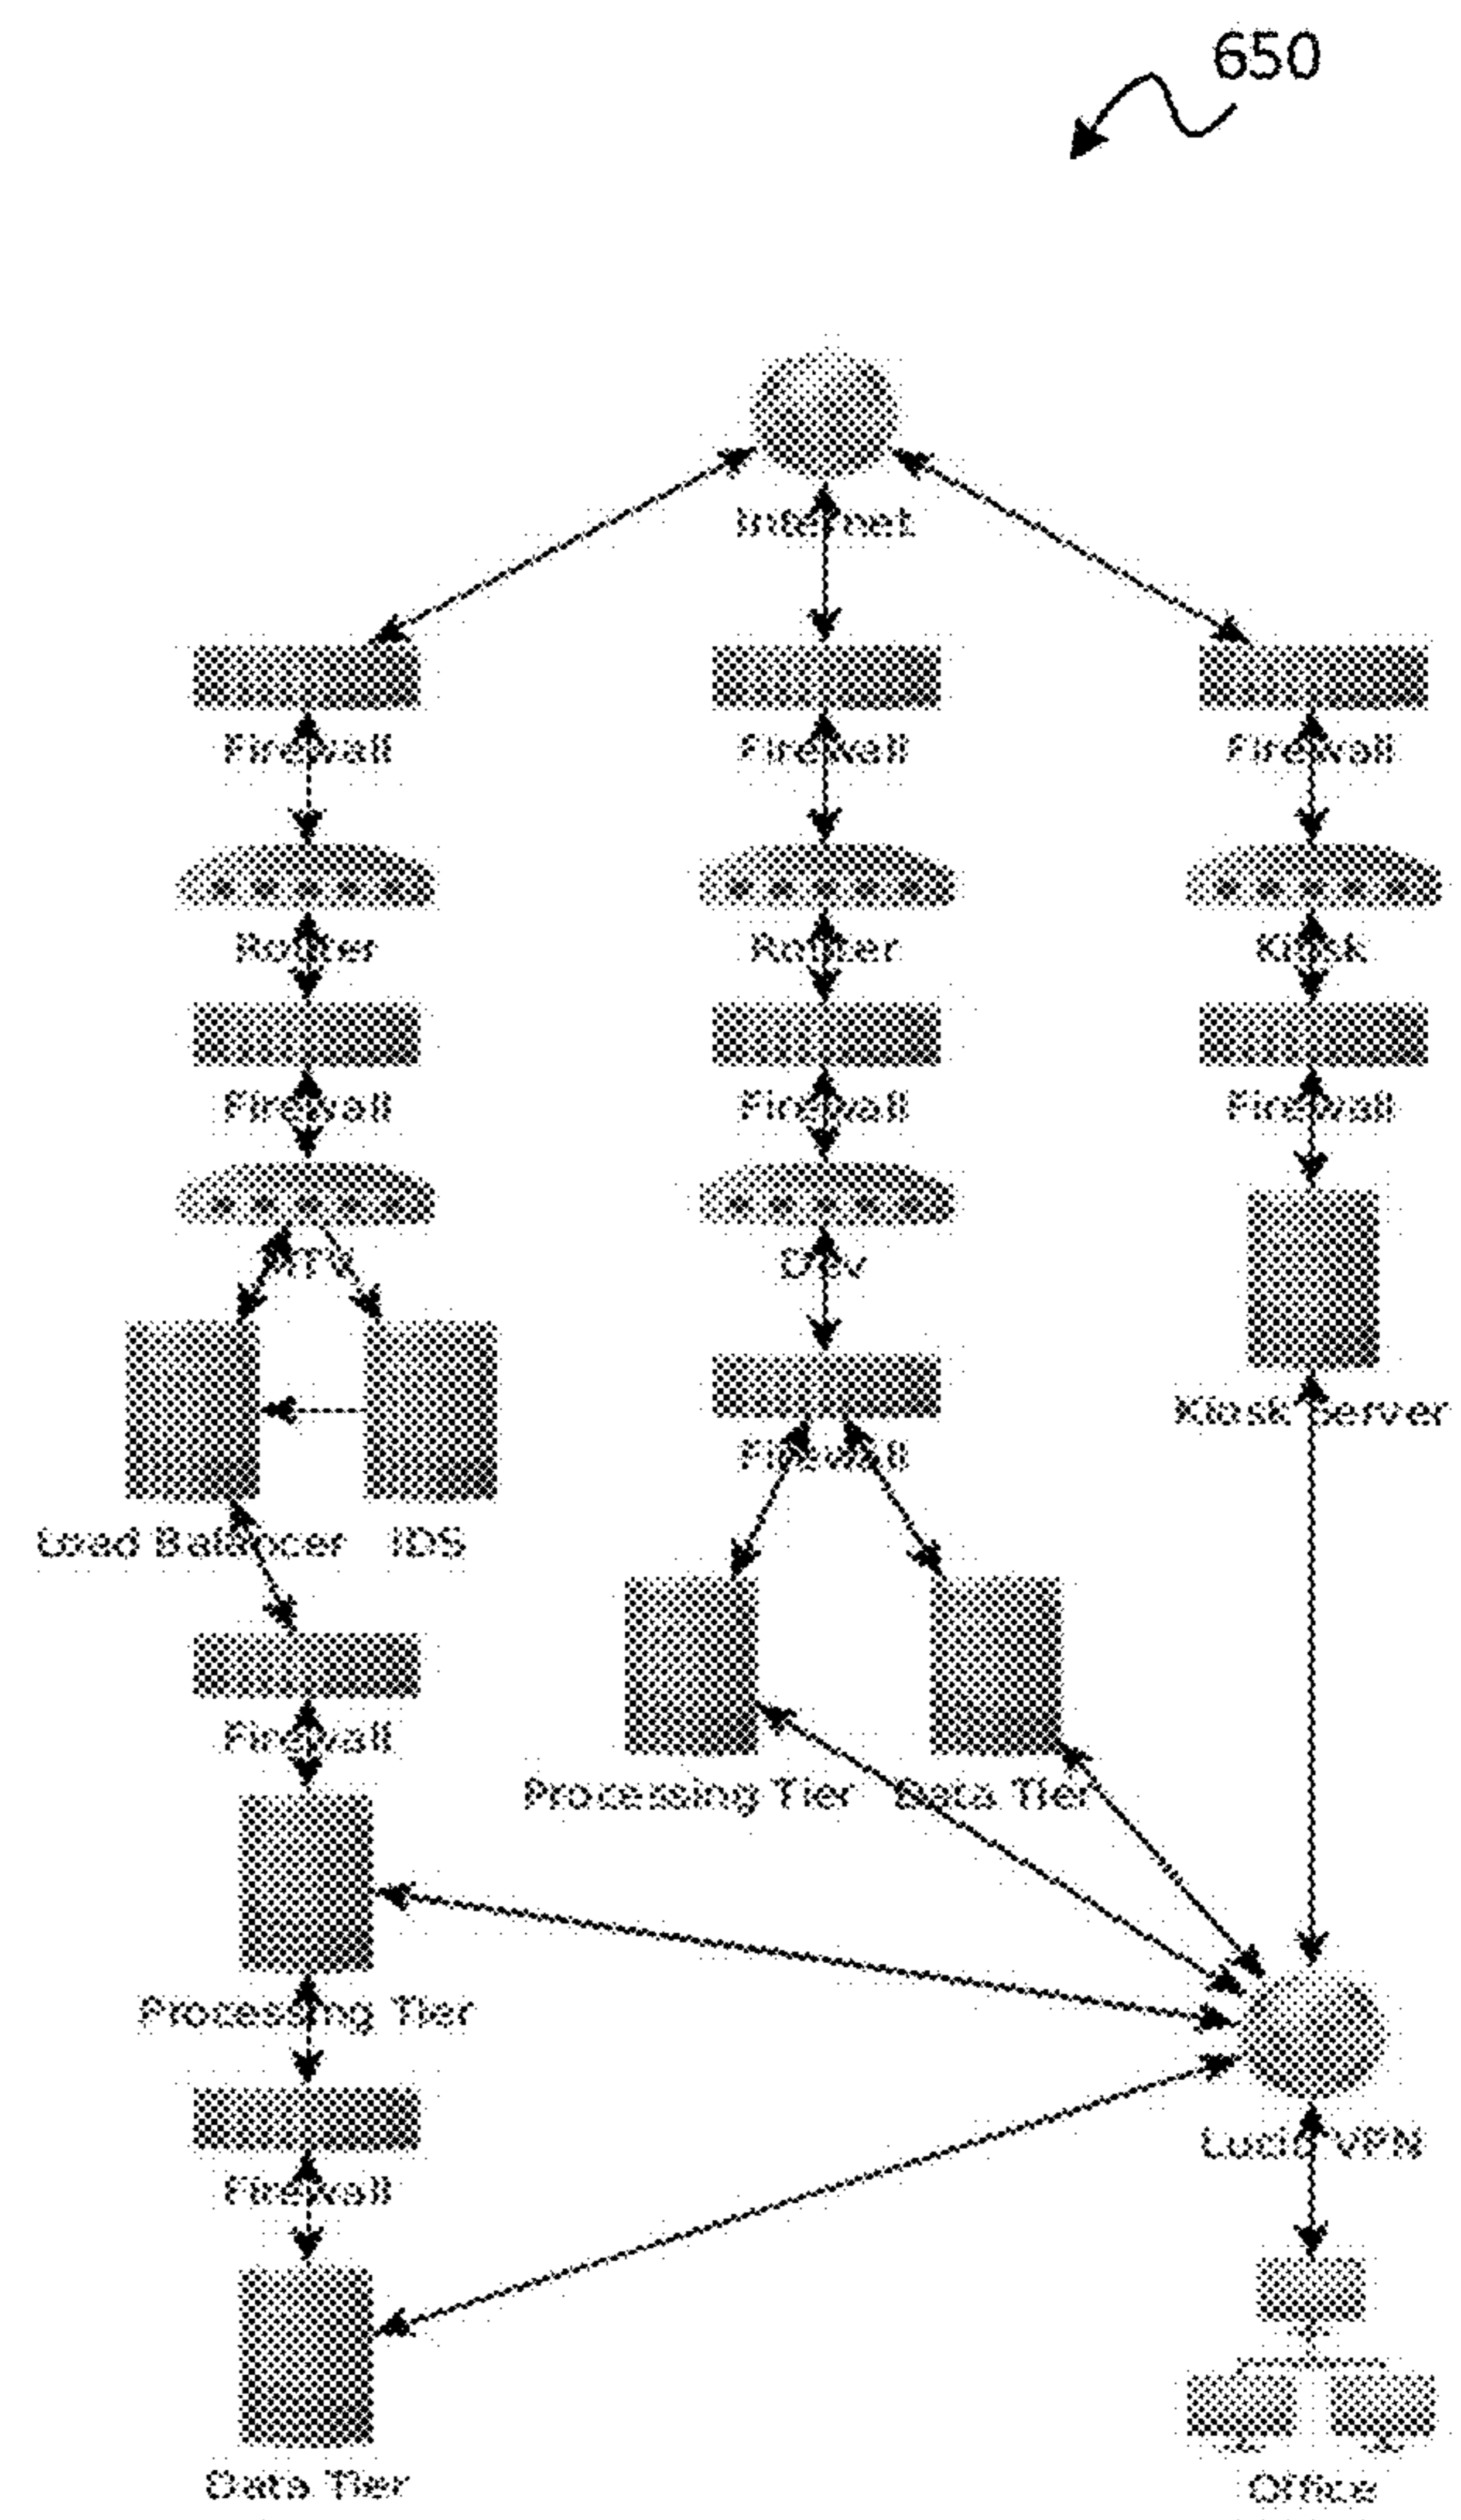 650
Internet
Firewall Firewall Firewall
Router Router Kiosk
Firewall Firewall Firewall
Kiosk Server
Firewall
Load Balancer IDS
Firewall
Processing Tier Data Tier
Processing Tier
VPN
Firewall
Data Tier Office